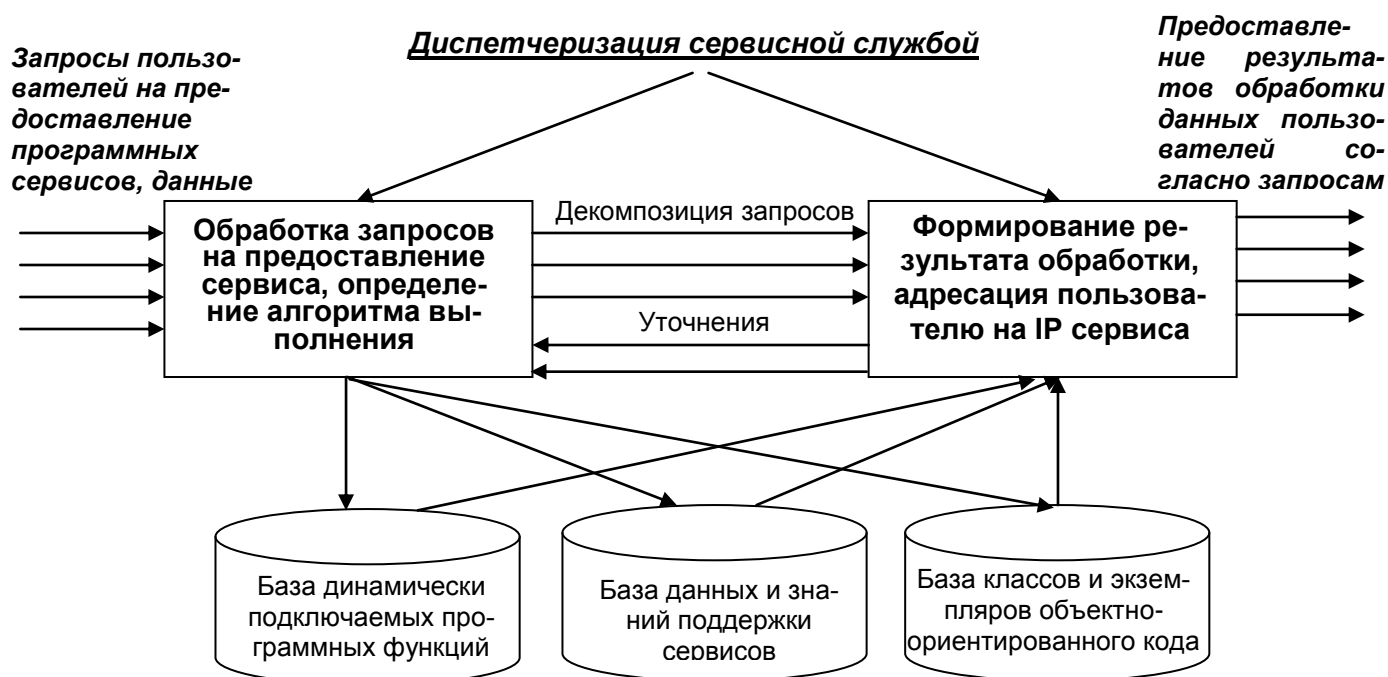 Диспетчеризация сервисной службой
Запросы пользо-
вателей на пре-
доставление
программных
сервисов, данные
Предоставле-
ние результа-
тов обработки
данных пользо-
вателей со-
гласно запросам
Обработка запросов
на предоставление
сервиса, определе-
ние алгоритма вы-
полнения
Декомпозиция запросов
Уточнения
Формирование ре-
зультата обработки,
адресация пользова-
телю на IP сервиса
База динамически
подключаемых про-
граммных функций
База данных и зна-
ний поддержки
сервисов
База классов и экзем-
пляров объектно-
ориентированного кода